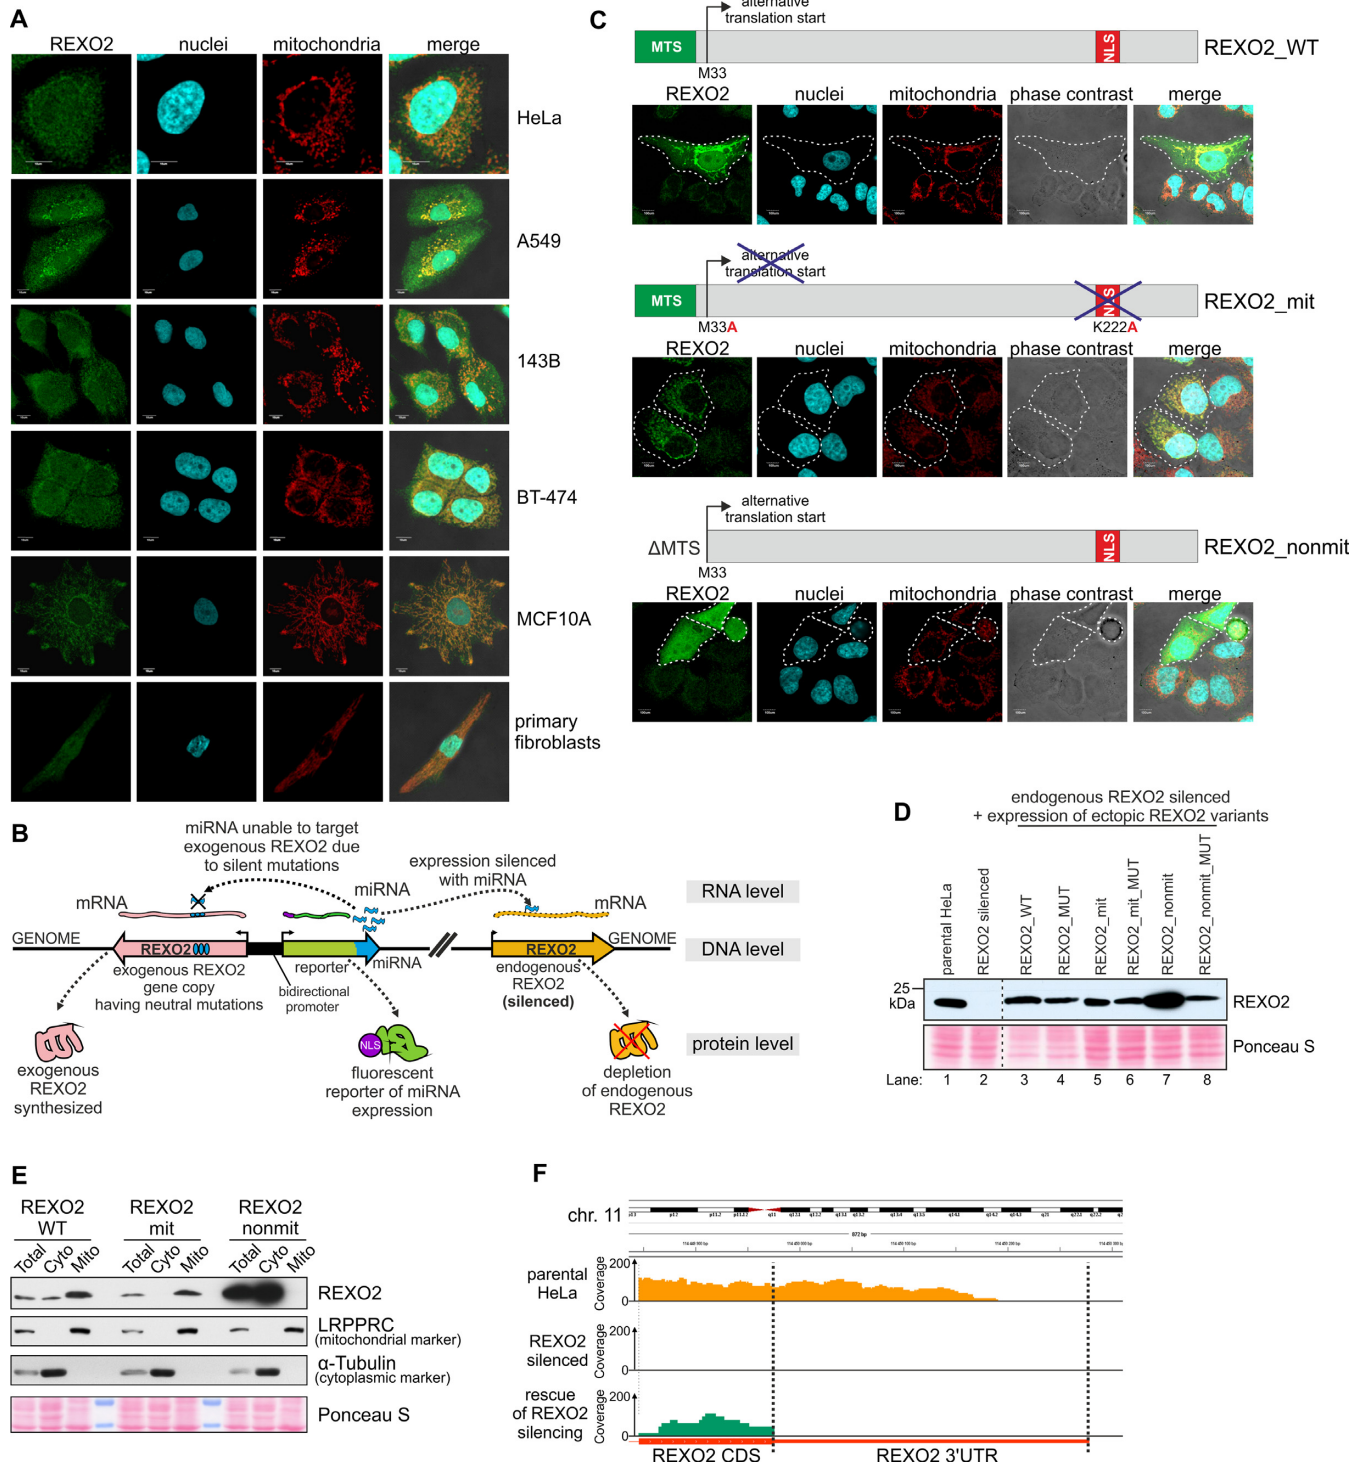 A
REXO2 nuclei mitochondria merge
HeLa
A549
143B
BT-474
MCF10A
primary
fibroblasts
C
alternative
translation start
MTS
NLS
REXO2_WT
M33
REXO2 nuclei mitochondria phase contrast merge
alternative
translation start
MTS
NLS
REXO2_mit
M33A
K222A
REXO2 nuclei mitochondria phase contrast merge
alternative
translation start
ΔMTS
NLS
REXO2_nonmit
M33
REXO2 nuclei mitochondria phase contrast merge
B
miRNA unable to target
exogenous REXO2 due
to silent mutations
expression silenced
with miRNA
miRNA
mRNA
mRNA
RNA level
GENOME
REXO2
reporter
miRNA
REXO2
GENOME
DNA level
exogenous REXO2
gene copy
having neutral mutations
bidirectional
promoter
endogenous
REXO2
(silenced)
NLS
protein level
exogenous
REXO2
synthesized
fluorescent
reporter of miRNA
expression
depletion
of endogenous
REXO2
D
endogenous REXO2 silenced
+ expression of ectopic REXO2 variants
parental HeLa
REXO2 silenced
REXO2_WT
REXO2_MUT
REXO2_mit
REXO2_mit_MUT
REXO2_nonmit
REXO2_nonmit_MUT
25
kDa
REXO2
Ponceau S
Lane: 1 2 3 4 5 6 7 8
E
REXO2
WT
REXO2
mit
REXO2
nonmit
Total Cyto Mito Total Cyto Mito Total Cyto Mito
REXO2
LRPPRC
(mitochondrial marker)
α-Tubulin
(cytoplasmic marker)
Ponceau S
F
chr. 11
872 bp
parental
HeLa
Coverage
200
0
REXO2
silenced
Coverage
200
0
rescue
of REXO2
silencing
Coverage
200
0
REXO2 CDS
REXO2 3'UTR